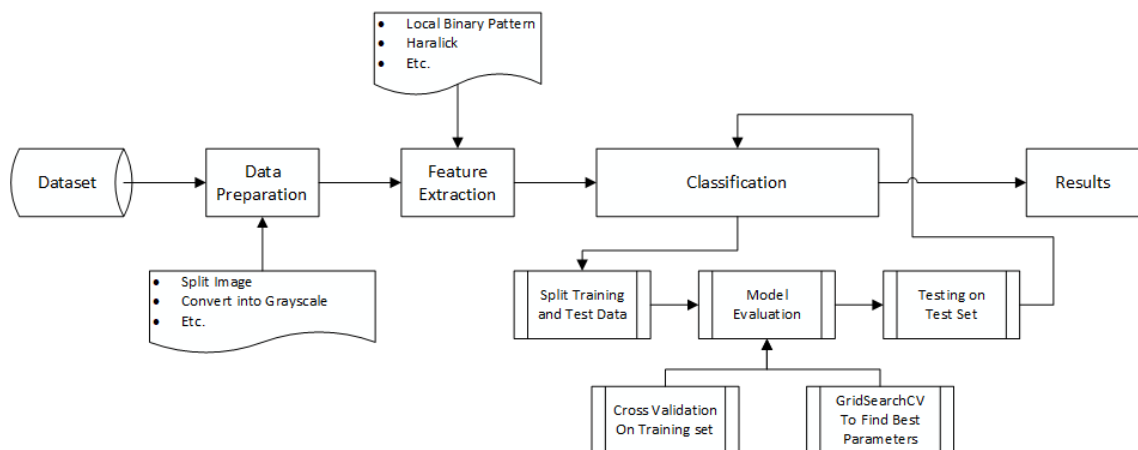 ● Local Binary Pattern
● Haralick
● Etc.
Dataset
Data
Preparation
Feature
Extraction
Classification
Results
● Split Image
● Convert into Grayscale
● Etc.
Split Training
and Test Data
Model
Evaluation
Testing on
Test Set
Cross Validation
On Training set
GridSearchCV
To Find Best
Parameters